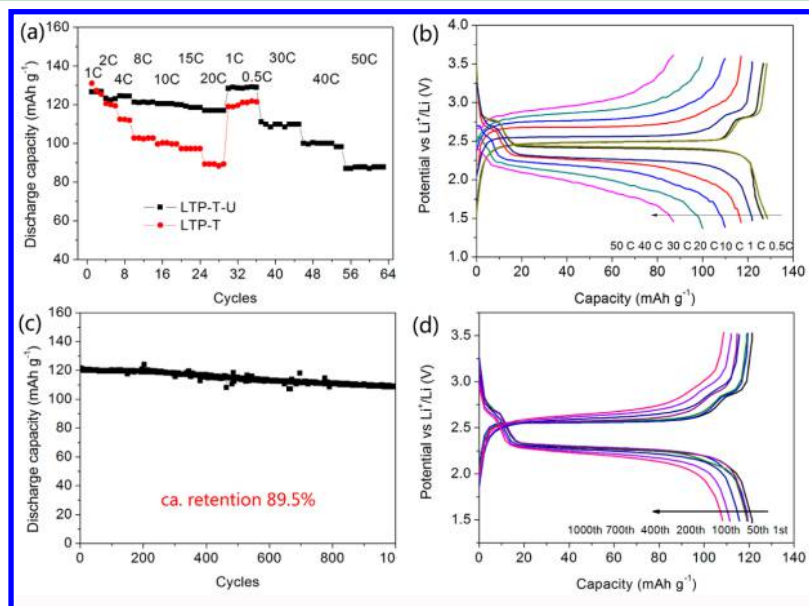 (a)
160
140
120
100
80
60
40
0 8 16 24 32 40 48 56 64
Discharge capacity (mAh g⁻¹)
Cycles
1C 2C 4C 8C 10C 15C 20C 1C 0.5C 30C 40C 50C
LTP-T-U
LTP-T
(b)
4.0
3.5
3.0
2.5
2.0
1.5
1.0
0 20 40 60 80 100 120 140
Potential vs Li⁺/Li (V)
Capacity (mAh g⁻¹)
50 C 40 C 30 C 20 C 10 C 1 C 0.5C
(c)
160
140
120
100
80
60
40
20
0
0 200 400 600 800 1000
Discharge capacity (mAh g⁻¹)
Cycles
ca. retention 89.5%
(d)
3.5
3.0
2.5
2.0
1.5
0 20 40 60 80 100 120 140
Potential vs Li⁺/Li (V)
Capacity (mAh g⁻¹)
1000th 700th 400th 200th 100th 50th 1st